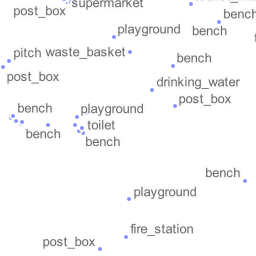 supermarket
post_box
bench
bench
playground
waste_basket
pitch
bench
post_box
drinking_water
post_box
bench
playground
toilet
bench
bench
bench
playground
fire_station
post_box